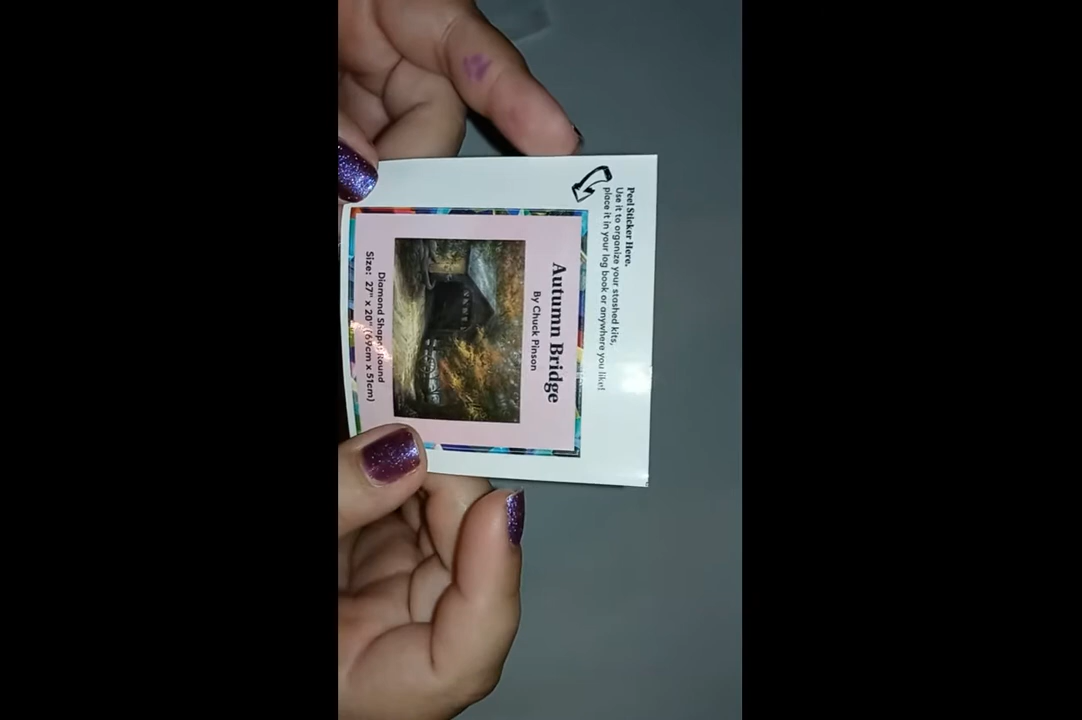 Peel Sticker Here.
Use it to organize your stashed kits,
place it in your log book or anywhere you like!
Autumn Bridge
By Chuck Pinson
Diamond Shape: Round
Size: 27" x 20" (69cm x 51cm)